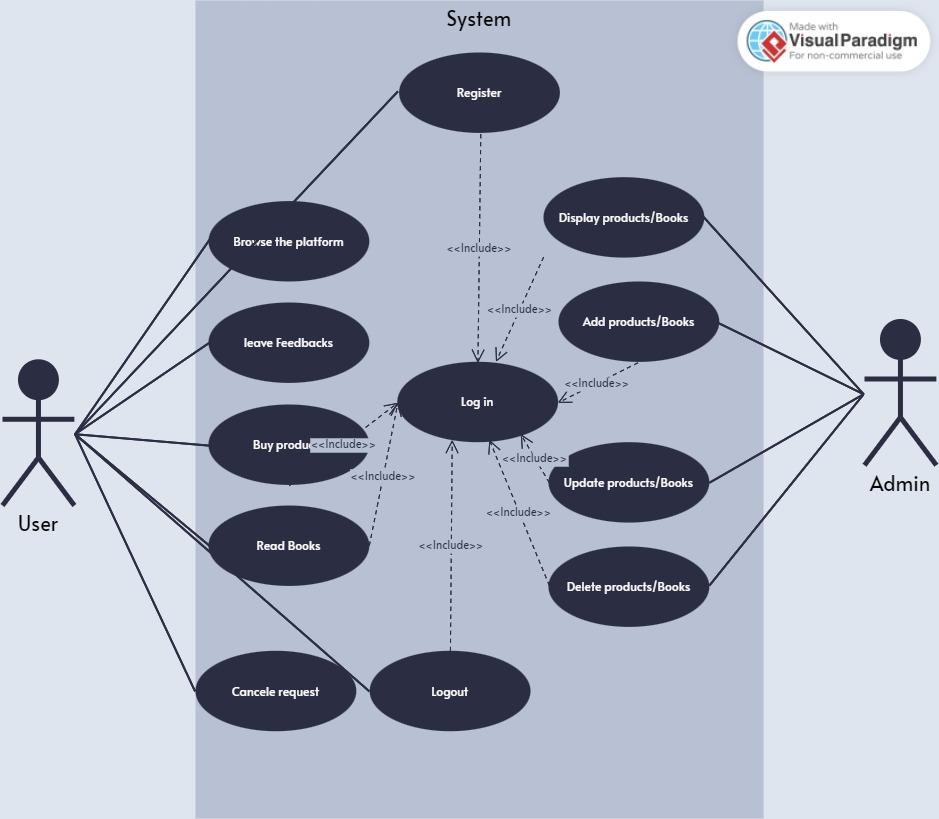 System
Made with
VisualParadigm
For non-commercial use
Register
Display products/Books
Browse the platform
<<Include>>
<<Include>>
Add products/Books
leave Feedbacks
<<Include>>
Log in
Buy produ
<<Include>>
<<Include>>
<<Include>>
Update products/Books
User
Admin
<<Include>>
Read Books
<<Include>>
Delete products/Books
Cancele request
Logout